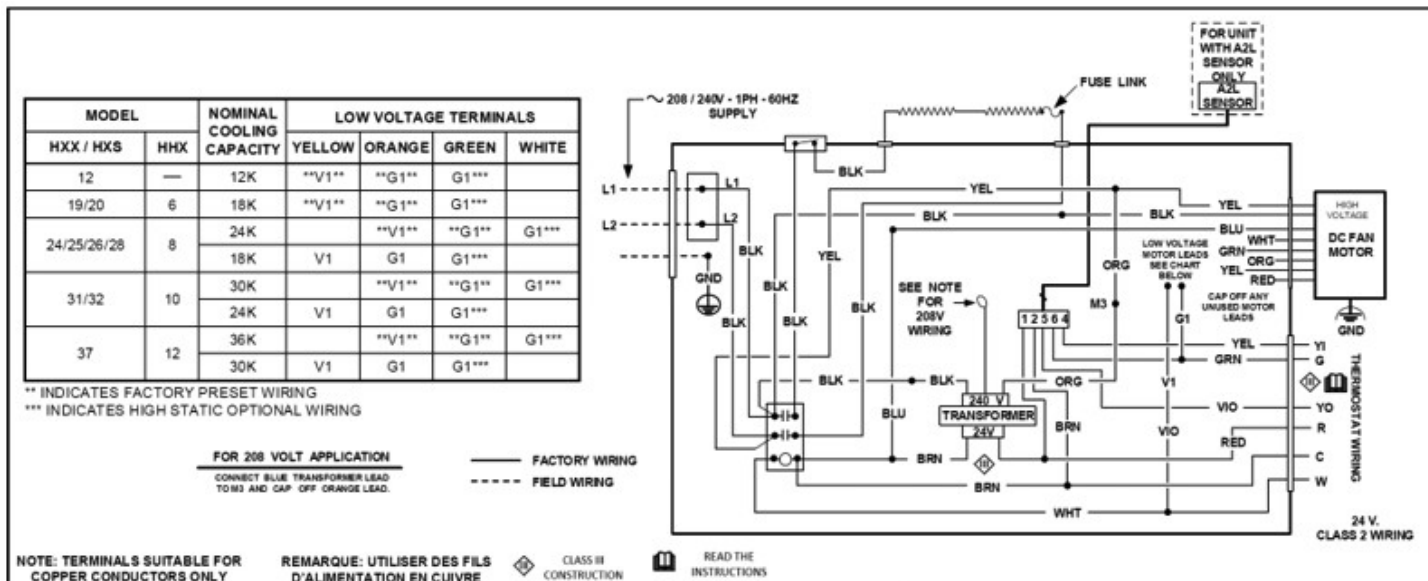 MODEL
NOMINAL COOLING CAPACITY
LOW VOLTAGE TERMINALS
HXX / HXS HHX YELLOW ORANGE GREEN WHITE
12 — 12K **V1** **G1** G1***
19/20 6 18K **V1** **G1** G1***
24/25/26/28 8 24K **V1** **G1** G1***
18K V1 G1 G1***
31/32 10 30K **V1** **G1** G1***
24K V1 G1 G1***
37 12 36K **V1** **G1** G1***
30K V1 G1 G1***
** INDICATES FACTORY PRESET WIRING
*** INDICATES HIGH STATIC OPTIONAL WIRING
FOR 208 VOLT APPLICATION
CONNECT BLUE TRANSFORMER LEAD
TO M3 AND CAP OFF ORANGE LEAD.
FACTORY WIRING
FIELD WIRING
NOTE: TERMINALS SUITABLE FOR
COPPER CONDUCTORS ONLY
REMARQUE: UTILISER DES FILS
D'ALIMENTATION EN CUIVRE
III
CLASS III
CONSTRUCTION
READ THE
INSTRUCTIONS
208 / 240V - 1PH - 60HZ
SUPPLY
FUSE LINK
FOR UNIT
WITH A2L
SENSOR
ONLY
A2L
SENSOR
L1
L1
L2
L2
GND
BLK
YEL
BLK
BLK
YEL
BLU
WHT
GRN
ORG
YEL
RED
HIGH
VOLTAGE
DC FAN
MOTOR
GND
BLK
BLK
BLK
BLK
BLK
YEL
ORG
M3
LOW VOLTAGE
MOTOR LEADS
SEE CHART
BELOW
CAP OFF ANY
UNUSED MOTOR
LEADS
SEE NOTE
FOR
208V
WIRING
1 2 5 6 4
G1
V1
VIO
YEL
GRN
VIO
RED
YI
G
YO
R
C
W
THERMOSTAT WIRING
III
BLK
BLK
ORG
240 V
TRANSFORMER
24V
III
BLU
BRN
BRN
BRN
WHT
24 V.
CLASS 2 WIRING